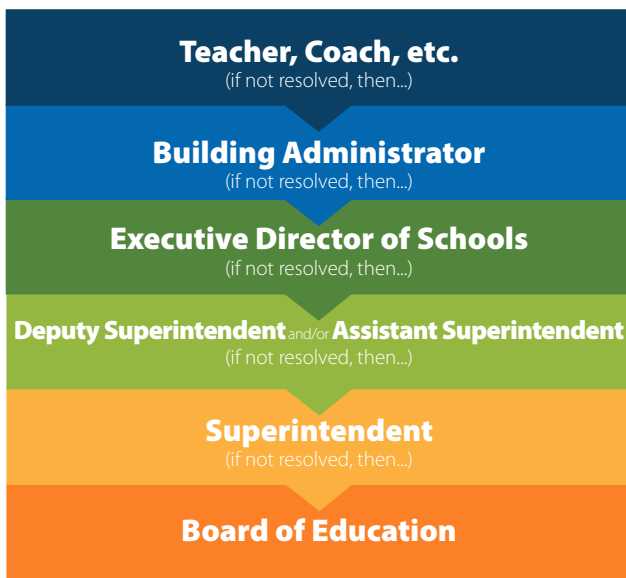 Teacher, Coach, etc.
(if not resolved, then...)
Building Administrator
(if not resolved, then...)
Executive Director of Schools
(if not resolved, then...)
Deputy Superintendent and/or Assistant Superintendent
(if not resolved, then...)
Superintendent
(if not resolved, then...)
Board of Education